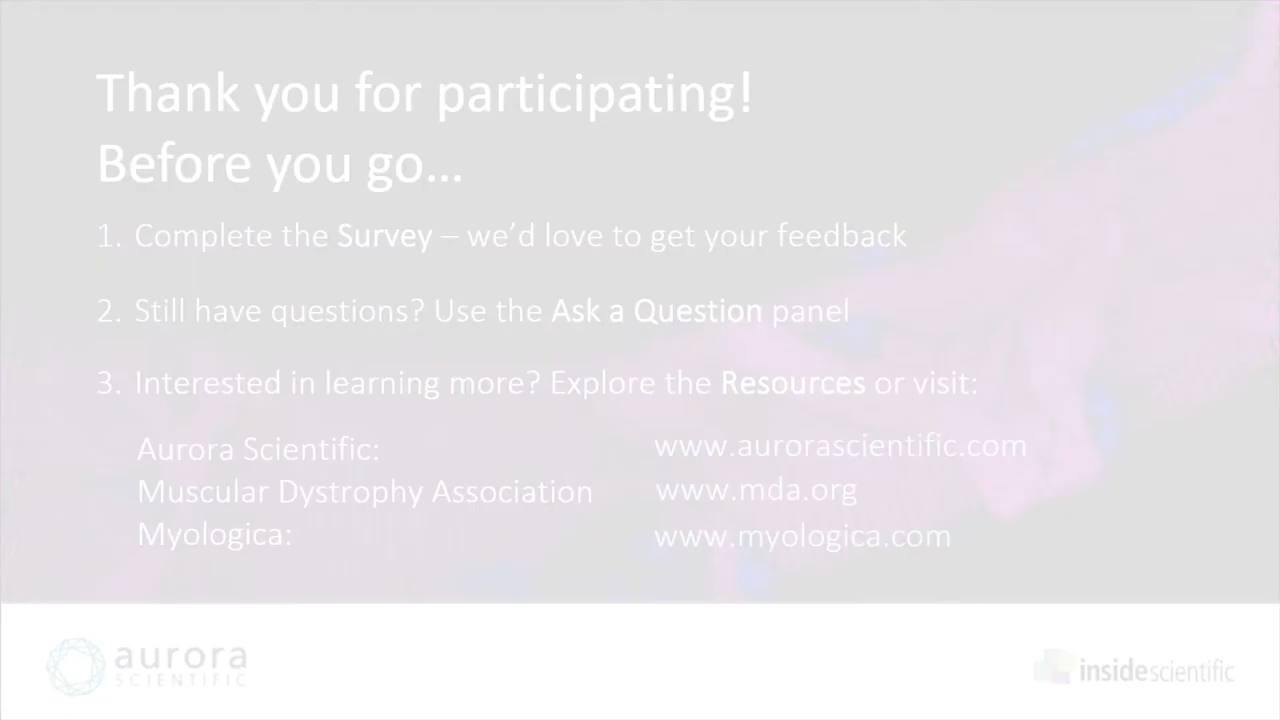 Thank you for participating!
Before you go…
1. Complete the Survey – we’d love to get your feedback
2. Still have questions? Use the Ask a Question panel
3. Interested in learning more? Explore the Resources or visit:
Aurora Scientific: www.aurorascientific.com
Muscular Dystrophy Association www.mda.org
Myologica: www.myologica.com
aurora
SCIENTIFIC
insidescientific